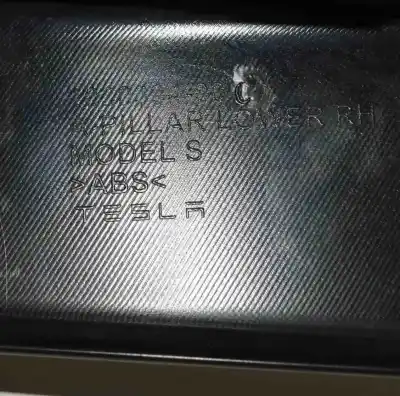 PILLAR LOWER RH
MODEL S
>ABS<
TESLA